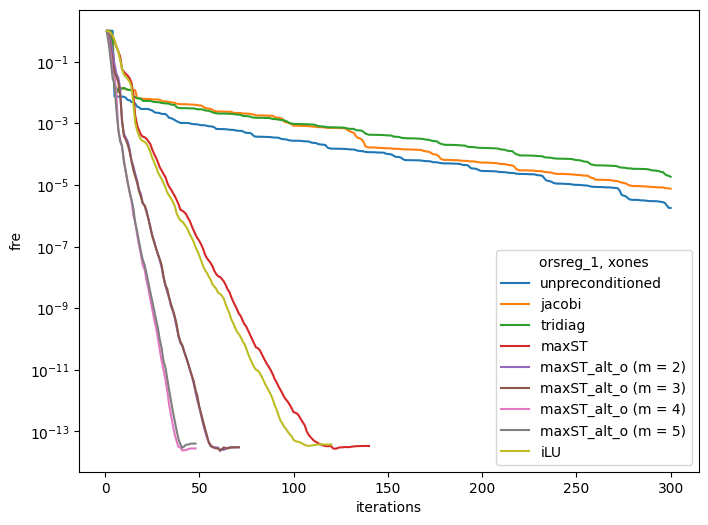 fre
10⁻¹
10⁻³
10⁻⁵
10⁻⁷
10⁻⁹
10⁻¹¹
10⁻¹³
orsreg_1, xones
unpreconditioned
jacobi
tridiag
maxST
maxST_alt_o (m = 2)
maxST_alt_o (m = 3)
maxST_alt_o (m = 4)
maxST_alt_o (m = 5)
iLU
0 50 100 150 200 250 300
iterations